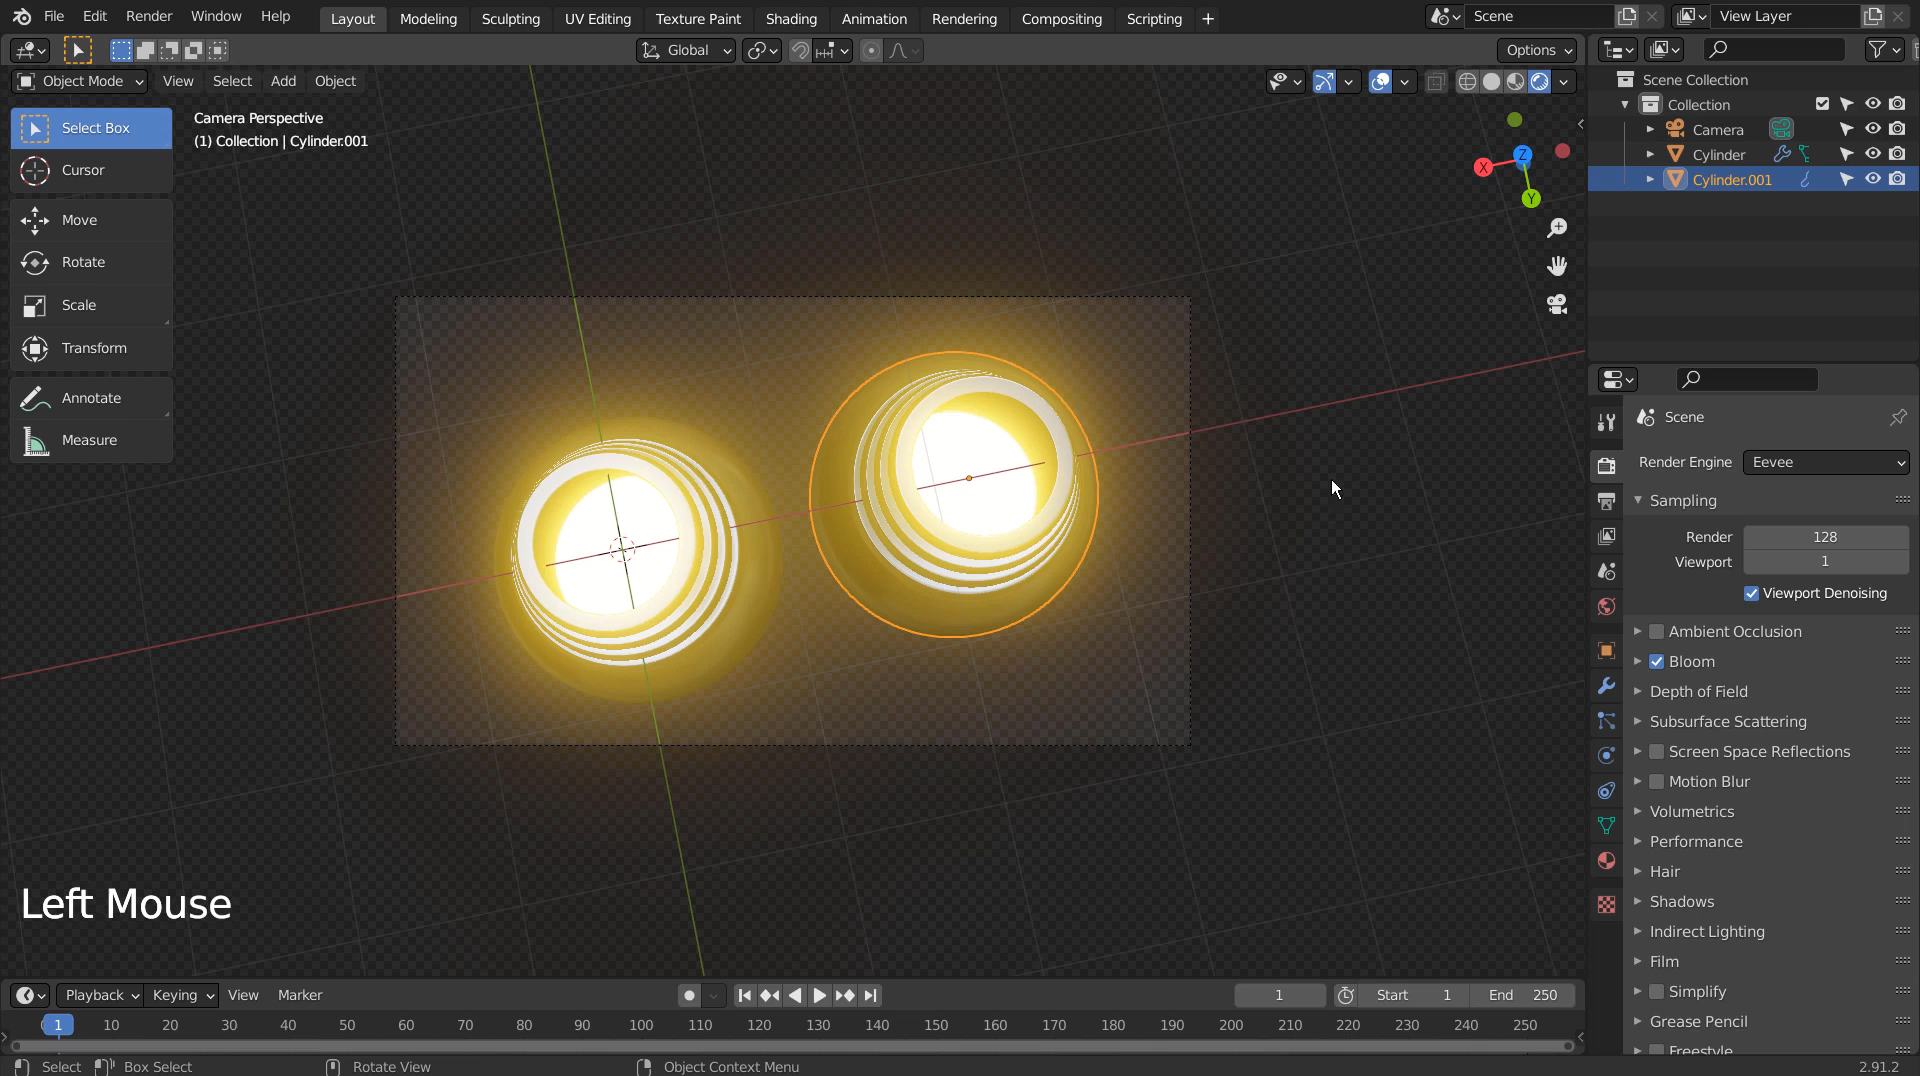 File Edit Render Window Help Layout Modeling Sculpting UV Editing Texture Paint Shading Animation Rendering Compositing Scripting + Scene View Layer
Global Options
Object Mode View Select Add Object
Select Box
Cursor
Move
Rotate
Scale
Transform
Annotate
Measure
Camera Perspective
(1) Collection | Cylinder.001
X Z Y
Scene Collection
Collection
Camera
Cylinder
Cylinder.001
Scene
Render Engine Eevee
Sampling
Render 128
Viewport 1
Viewport Denoising
Ambient Occlusion
Bloom
Depth of Field
Subsurface Scattering
Screen Space Reflections
Motion Blur
Volumetrics
Performance
Hair
Shadows
Indirect Lighting
Film
Simplify
Grease Pencil
Freestyle
Left Mouse
Playback Keying View Marker 1 Start 1 End 250
1 10 20 30 40 50 60 70 80 90 100 110 120 130 140 150 160 170 180 190 200 210 220 230 240 250
Select Box Select Rotate View Object Context Menu 2.91.2